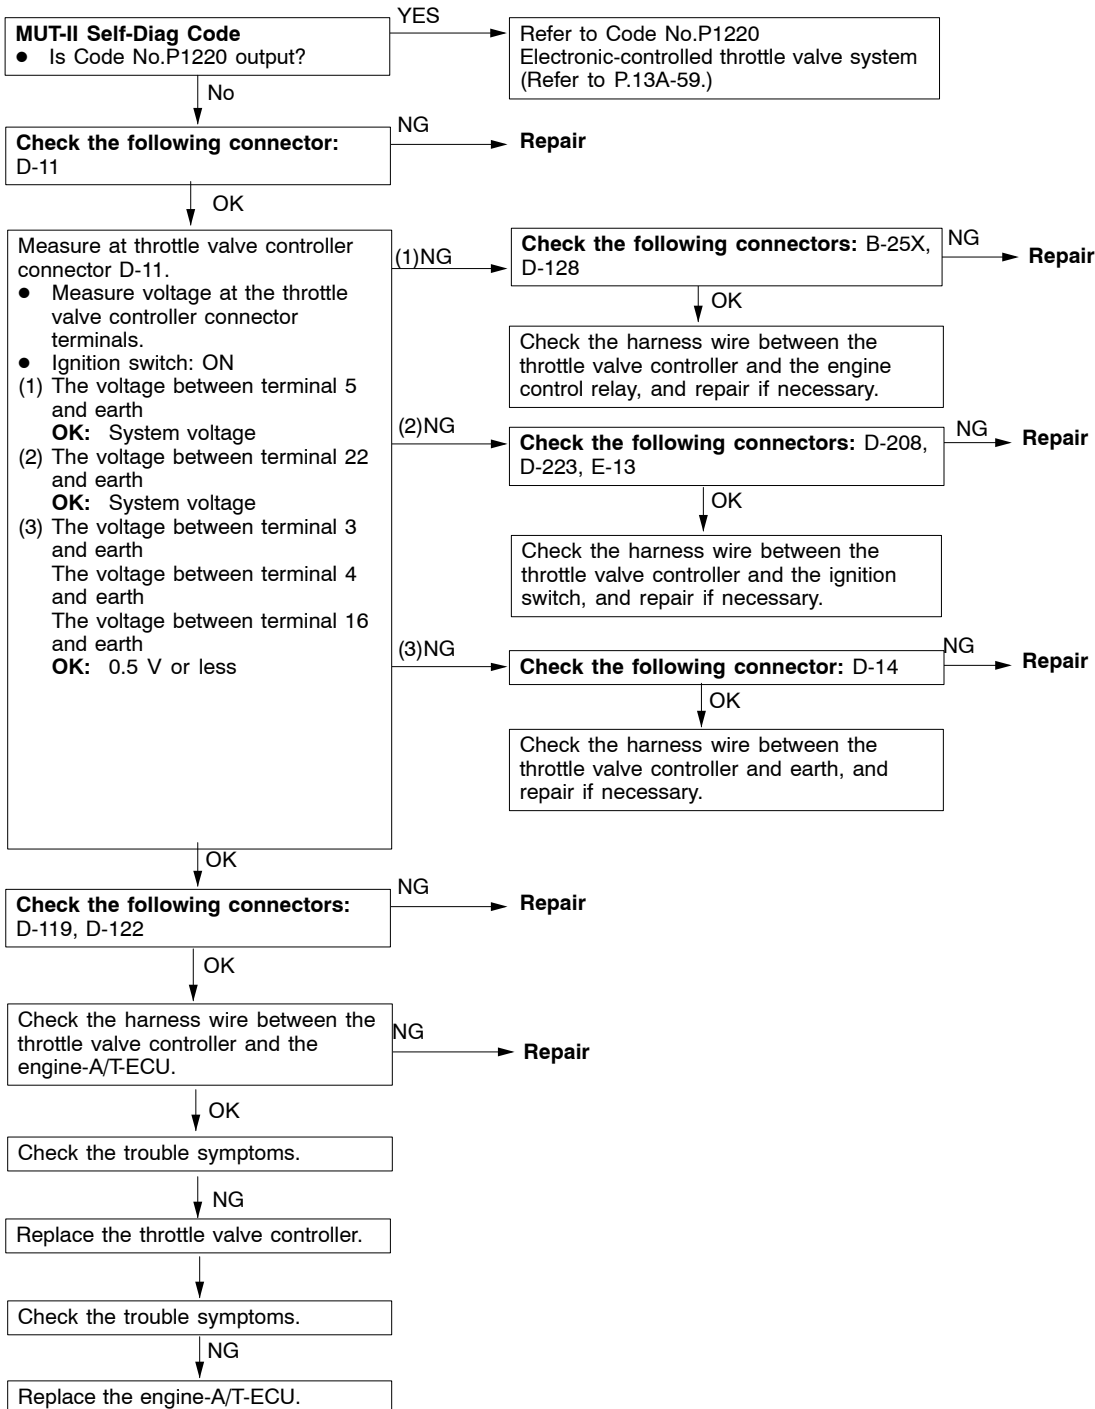 MUT-II Self-Diag Code
● Is Code No.P1220 output?
YES
Refer to Code No.P1220
Electronic-controlled throttle valve system
(Refer to P.13A-59.)
No
Check the following connector:
D-11
NG
Repair
OK
Measure at throttle valve controller
connector D-11.
● Measure voltage at the throttle
valve controller connector
terminals.
● Ignition switch: ON
(1) The voltage between terminal 5
and earth
OK: System voltage
(2) The voltage between terminal 22
and earth
OK: System voltage
(3) The voltage between terminal 3
and earth
The voltage between terminal 4
and earth
The voltage between terminal 16
and earth
OK: 0.5 V or less
(1)NG
Check the following connectors: B-25X,
D-128
NG
Repair
OK
Check the harness wire between the
throttle valve controller and the engine
control relay, and repair if necessary.
(2)NG
Check the following connectors: D-208,
D-223, E-13
NG
Repair
OK
Check the harness wire between the
throttle valve controller and the ignition
switch, and repair if necessary.
(3)NG
Check the following connector: D-14
NG
Repair
OK
Check the harness wire between the
throttle valve controller and earth, and
repair if necessary.
OK
Check the following connectors:
D-119, D-122
NG
Repair
OK
Check the harness wire between the
throttle valve controller and the
engine-A/T-ECU.
NG
Repair
OK
Check the trouble symptoms.
NG
Replace the throttle valve controller.
Check the trouble symptoms.
NG
Replace the engine-A/T-ECU.